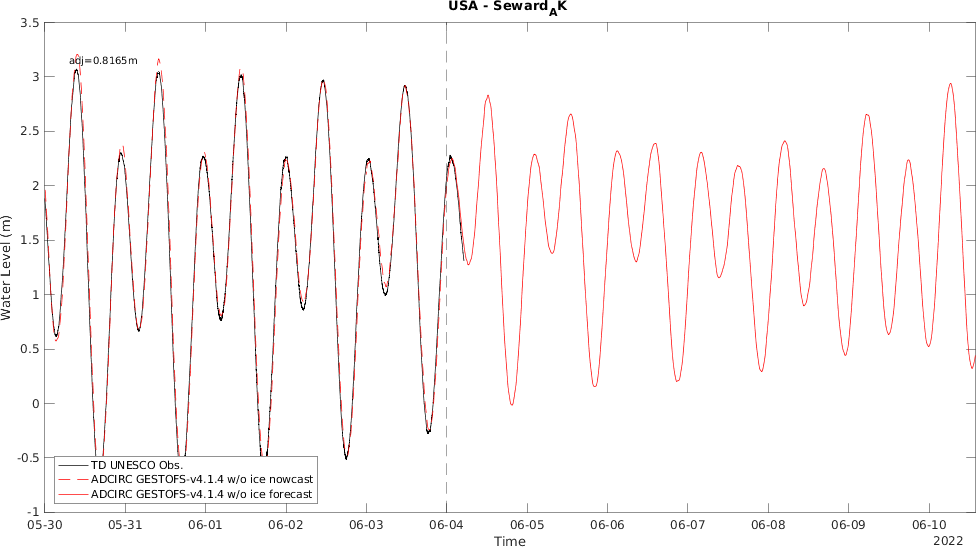 USA - Seward_AK
3.5
adj=0.8165m
3
2.5
2
1.5
1
0.5
0
-0.5
-1
Water Level (m)
TD UNESCO Obs.
ADCIRC GESTOFS-v4.1.4 w/o ice nowcast
ADCIRC GESTOFS-v4.1.4 w/o ice forecast
05-30 05-31 06-01 06-02 06-03 06-04 06-05 06-06 06-07 06-08 06-09 06-10
Time
2022